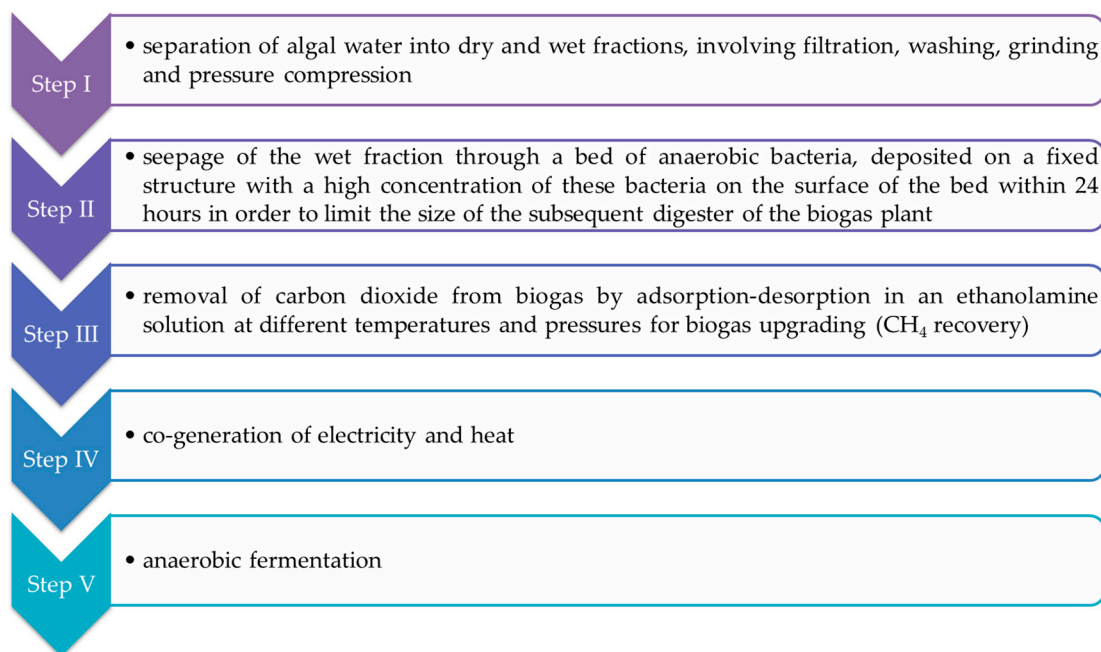 Step I
• separation of algal water into dry and wet fractions, involving filtration, washing, grinding
and pressure compression
Step II
• seepage of the wet fraction through a bed of anaerobic bacteria, deposited on a fixed
structure with a high concentration of these bacteria on the surface of the bed within 24
hours in order to limit the size of the subsequent digester of the biogas plant
Step III
• removal of carbon dioxide from biogas by adsorption-desorption in an ethanolamine
solution at different temperatures and pressures for biogas upgrading (CH₄ recovery)
Step IV
• co-generation of electricity and heat
Step V
• anaerobic fermentation